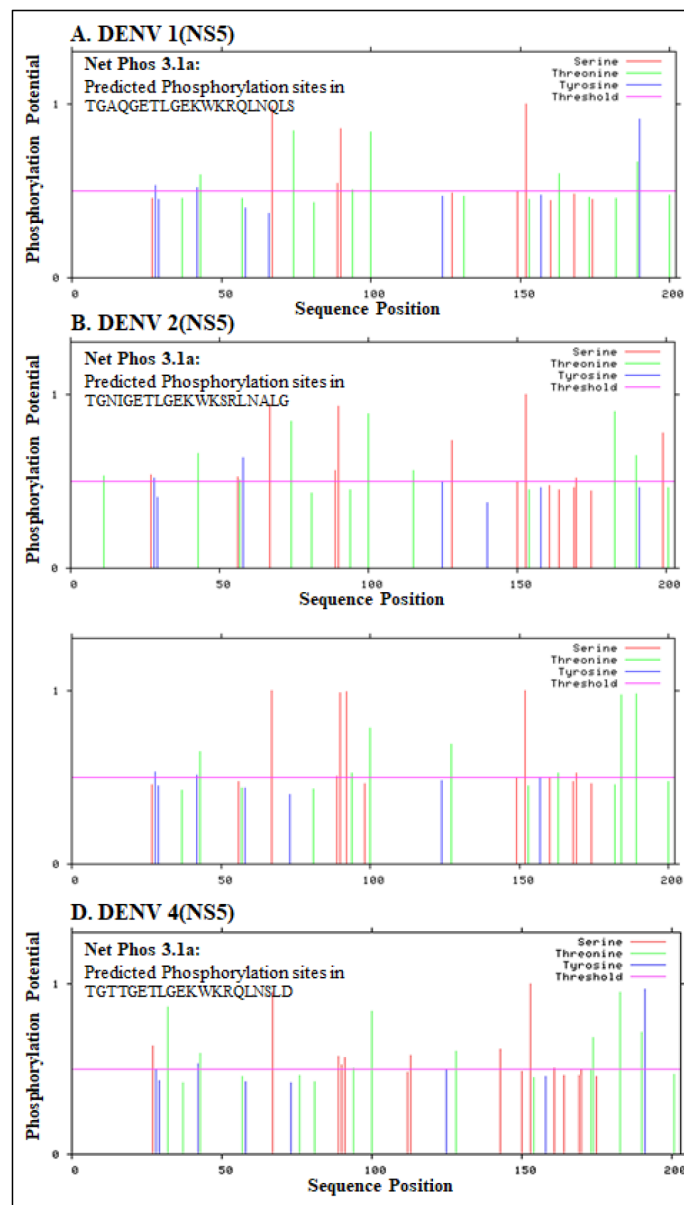 A. DENV 1(NS5)
Net Phos 3.1a:
Predicted Phosphorylation sites in
TGAQGETLGEKWKRQLNQLS
Serine
Threonine
Tyrosine
Threshold
Phosphorylation Potential
1
0
0 50 100 150 200
Sequence Position
B. DENV 2(NS5)
Net Phos 3.1a:
Predicted Phosphorylation sites in
TGNIGETLGEKWKSRLNALG
Serine
Threonine
Tyrosine
Threshold
Phosphorylation Potential
1
0
0 50 100 150 200
Sequence Position
Serine
Threonine
Tyrosine
Threshold
1
0
0 50 100 150 200
D. DENV 4(NS5)
Net Phos 3.1a:
Predicted Phosphorylation sites in
TGTTGETLGEKWKRQLNSLD
Serine
Threonine
Tyrosine
Threshold
Phosphorylation Potential
1
0
0 50 100 150 200
Sequence Position